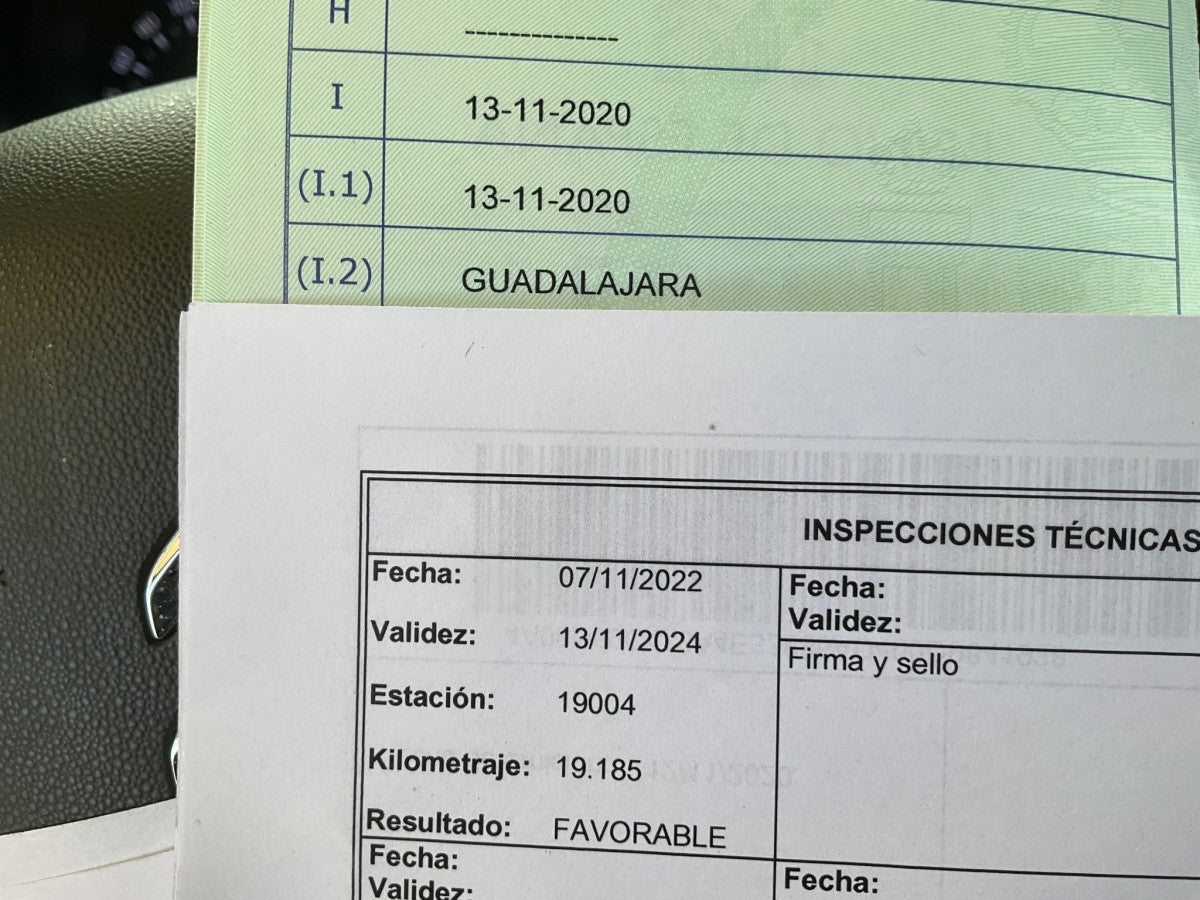 H --------------
I 13-11-2020
(I.1) 13-11-2020
(I.2) GUADALAJARA
INSPECCIONES TÉCNICAS
Fecha: 07/11/2022
Validez: 13/11/2024
Estación: 19004
Kilometraje: 19.185
Resultado: FAVORABLE
Fecha:
Validez:
Firma y sello
Fecha:
Validez:
Fecha: